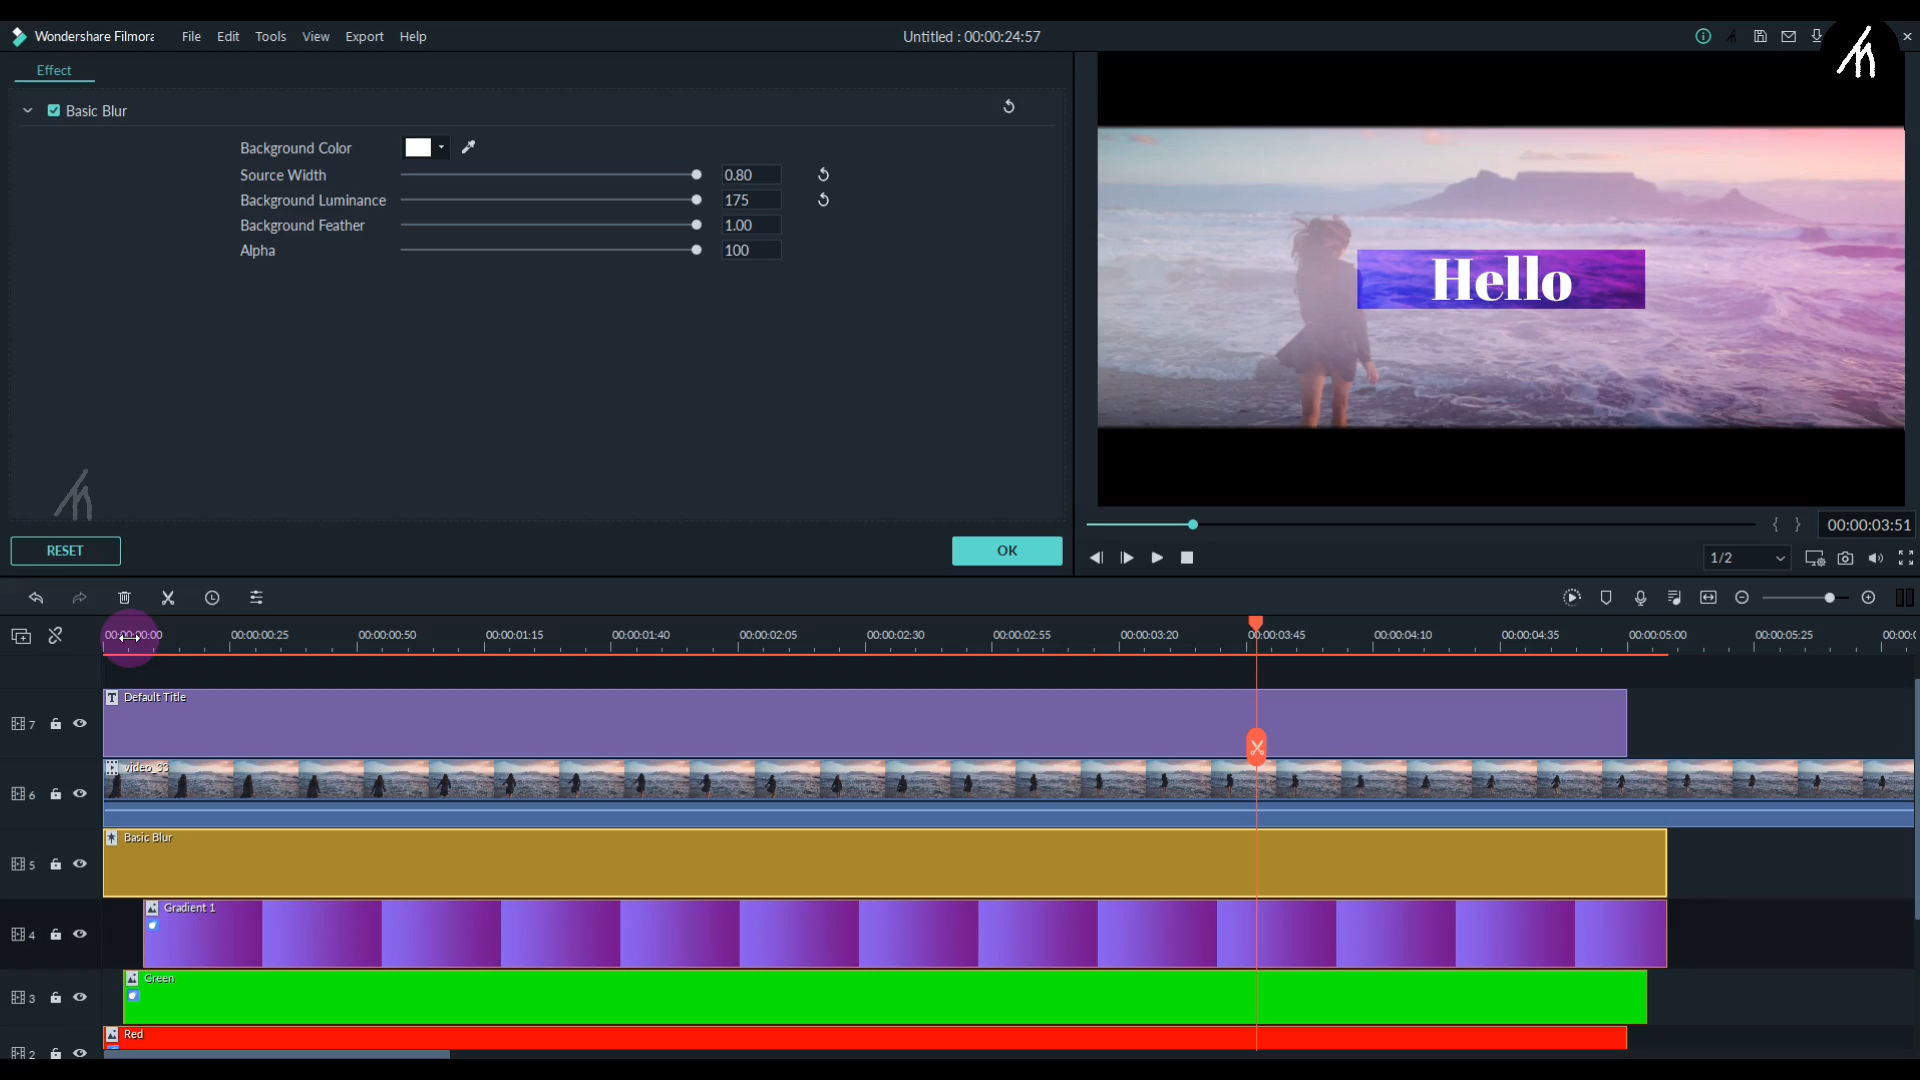 Wondershare Filmora File Edit Tools View Export Help Untitled : 00:00:24:57
Effect
Basic Blur
Background Color
Source Width 0.80
Background Luminance 175
Background Feather 1.00
Alpha 100
Hello
RESET OK
00:00:03:51
1/2
00:00:00:00 00:00:00:25 00:00:00:50 00:00:01:15 00:00:01:40 00:00:02:05 00:00:02:30 00:00:02:55 00:00:03:20 00:00:03:45 00:00:04:10 00:00:04:35 00:00:05:00 00:00:05:25
7 Default Title
6 video_33
5 Basic Blur
4 Gradient 1
3 Green
2 Red